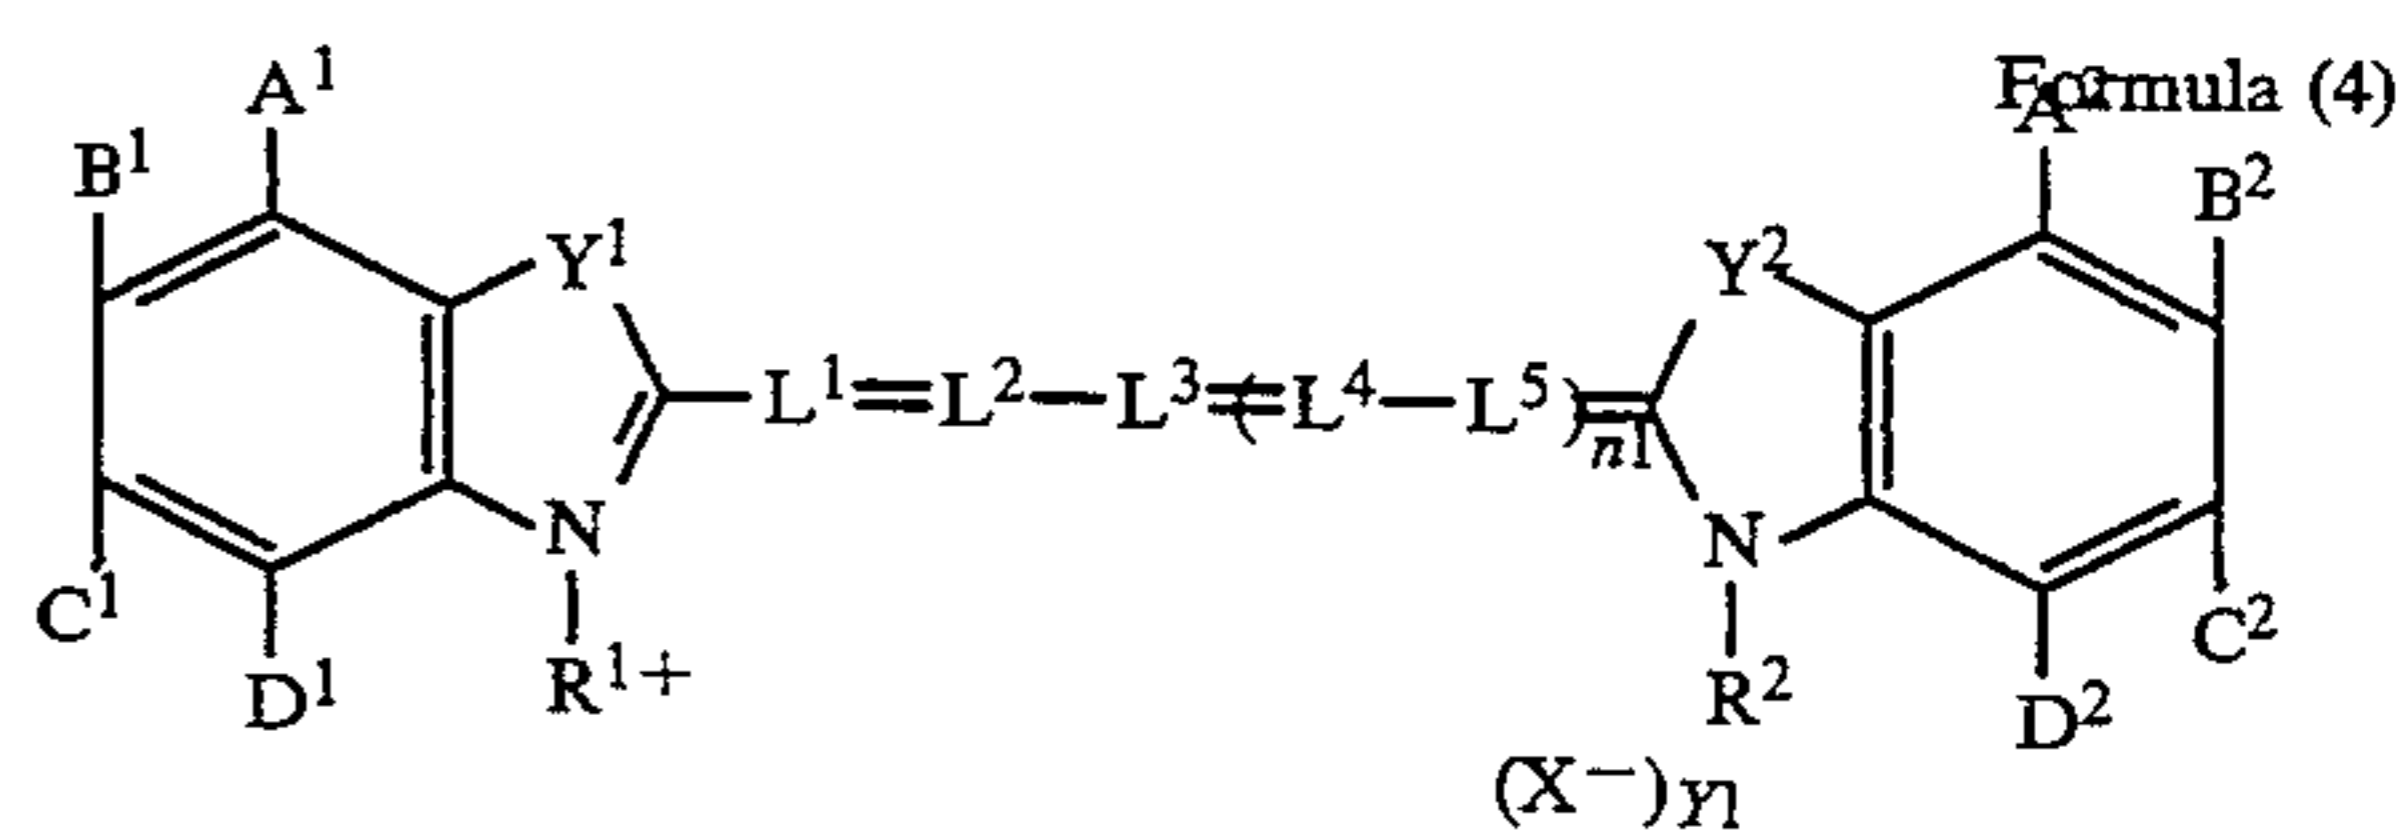 A¹ Formula (4)
A²
B¹ B²
Y¹ Y²
L¹=L²—L³=(L⁴—L⁵)n1=
N N
C¹ R¹+ C²
D¹ R² D²
(X⁻)Y1